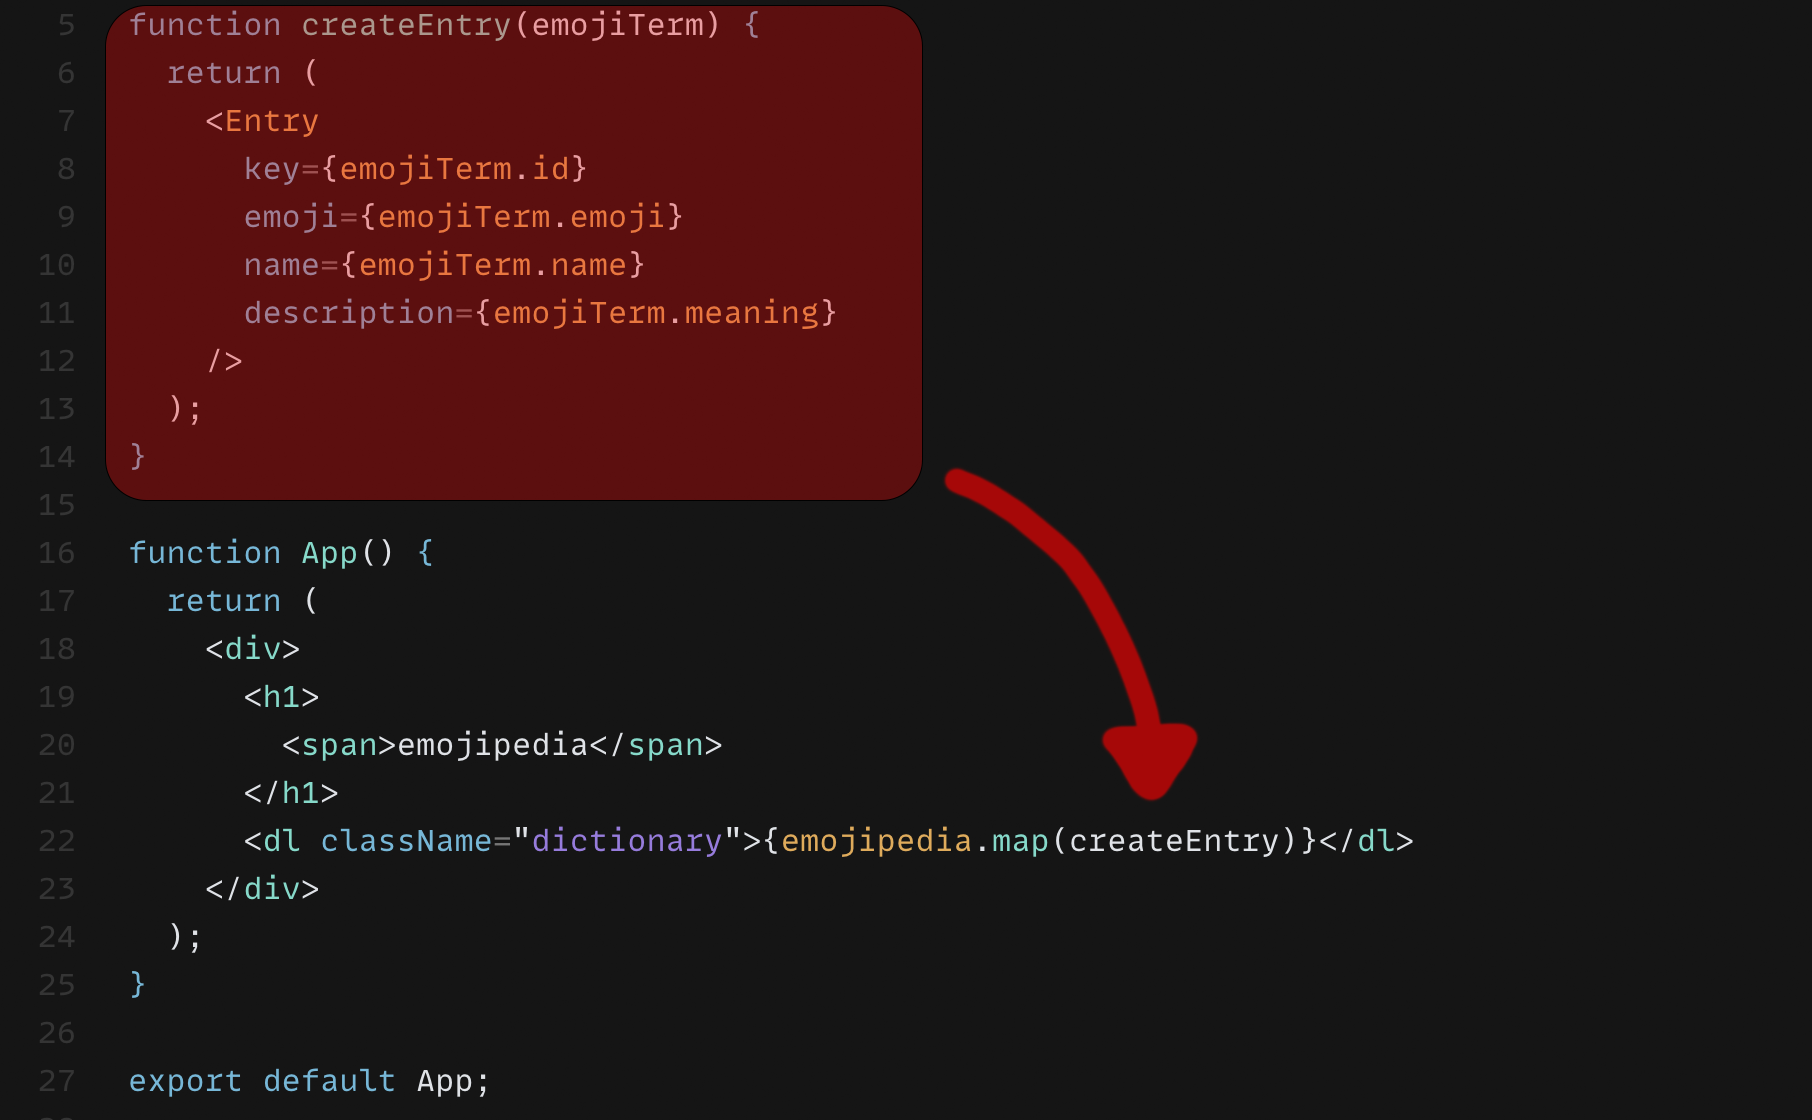 5 function createEntry(emojiTerm) {
6 return (
7 <Entry
8 key={emojiTerm.id}
9 emoji={emojiTerm.emoji}
10 name={emojiTerm.name}
11 description={emojiTerm.meaning}
12 />
13 );
14 }
15
16 function App() {
17 return (
18 <div>
19 <h1>
20 <span>emojipedia</span>
21 </h1>
22 <dl className="dictionary">{emojipedia.map(createEntry)}</dl>
23 </div>
24 );
25 }
26
27 export default App;